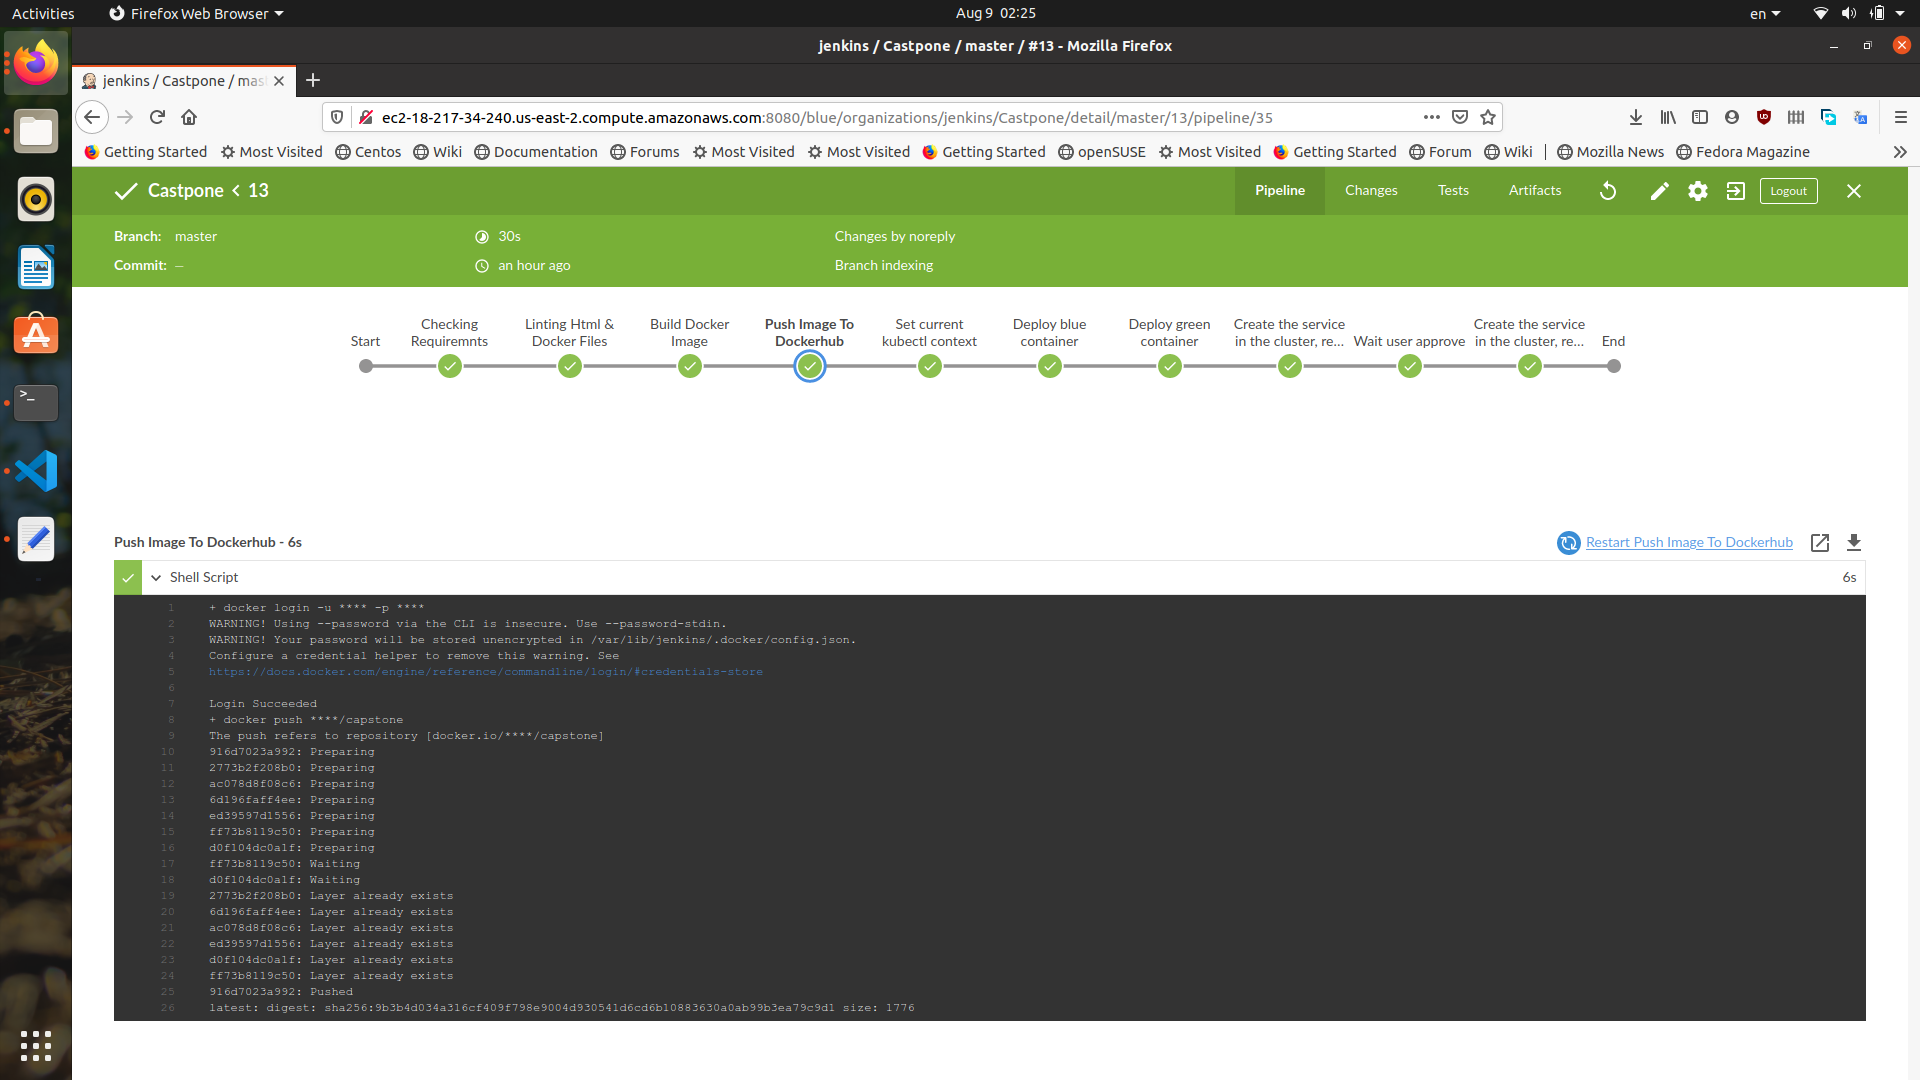 Activities
Firefox Web Browser
Aug 9 02:25
en
jenkins / Castpone / master / #13 - Mozilla Firefox
jenkins / Castpone / mas
ec2-18-217-34-240.us-east-2.compute.amazonaws.com:8080/blue/organizations/jenkins/Castpone/detail/master/13/pipeline/35
Getting Started Most Visited Centos Wiki Documentation Forums Most Visited Most Visited Getting Started openSUSE Most Visited Getting Started Forum Wiki Mozilla News Fedora Magazine
Castpone < 13
Pipeline Changes Tests Artifacts Logout
Branch: master 30s Changes by noreply
Commit: — an hour ago Branch indexing
Start
Checking
Requiremnts
Linting Html &
Docker Files
Build Docker
Image
Push Image To
Dockerhub
Set current
kubectl context
Deploy blue
container
Deploy green
container
Create the service
in the cluster, re...
Wait user approve
Create the service
in the cluster, re...
End
Push Image To Dockerhub - 6s
Restart Push Image To Dockerhub
Shell Script 6s
1 + docker login -u **** -p ****
2 WARNING! Using --password via the CLI is insecure. Use --password-stdin.
3 WARNING! Your password will be stored unencrypted in /var/lib/jenkins/.docker/config.json.
4 Configure a credential helper to remove this warning. See
5 https://docs.docker.com/engine/reference/commandline/login/#credentials-store
6
7 Login Succeeded
8 + docker push ****/capstone
9 The push refers to repository [docker.io/****/capstone]
10 916d7023a992: Preparing
11 2773b2f208b0: Preparing
12 ac078d8f08c6: Preparing
13 6d196faff4ee: Preparing
14 ed39597d1556: Preparing
15 ff73b8119c50: Preparing
16 d0f104dc0a1f: Preparing
17 ff73b8119c50: Waiting
18 d0f104dc0a1f: Waiting
19 2773b2f208b0: Layer already exists
20 6d196faff4ee: Layer already exists
21 ac078d8f08c6: Layer already exists
22 ed39597d1556: Layer already exists
23 d0f104dc0a1f: Layer already exists
24 ff73b8119c50: Layer already exists
25 916d7023a992: Pushed
26 latest: digest: sha256:9b3b4d034a316cf409f798e9004d930541d6cd6b10883630a0ab99b3ea79c9d1 size: 1776